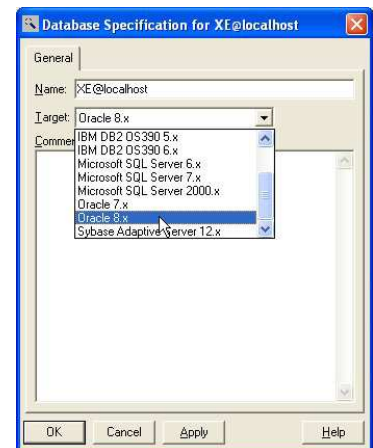 Database Specification for XE@localhost
General
Name: XE@localhost
Target: Oracle 8.x
IBM DB2 OS390 5.x
Commen
IBM DB2 OS390 6.x
Microsoft SQL Server 6.x
Microsoft SQL Server 7.x
Microsoft SQL Server 2000.x
Oracle 7.x
Oracle 8.x
Sybase Adaptive Server 12.x
OK Cancel Apply Help